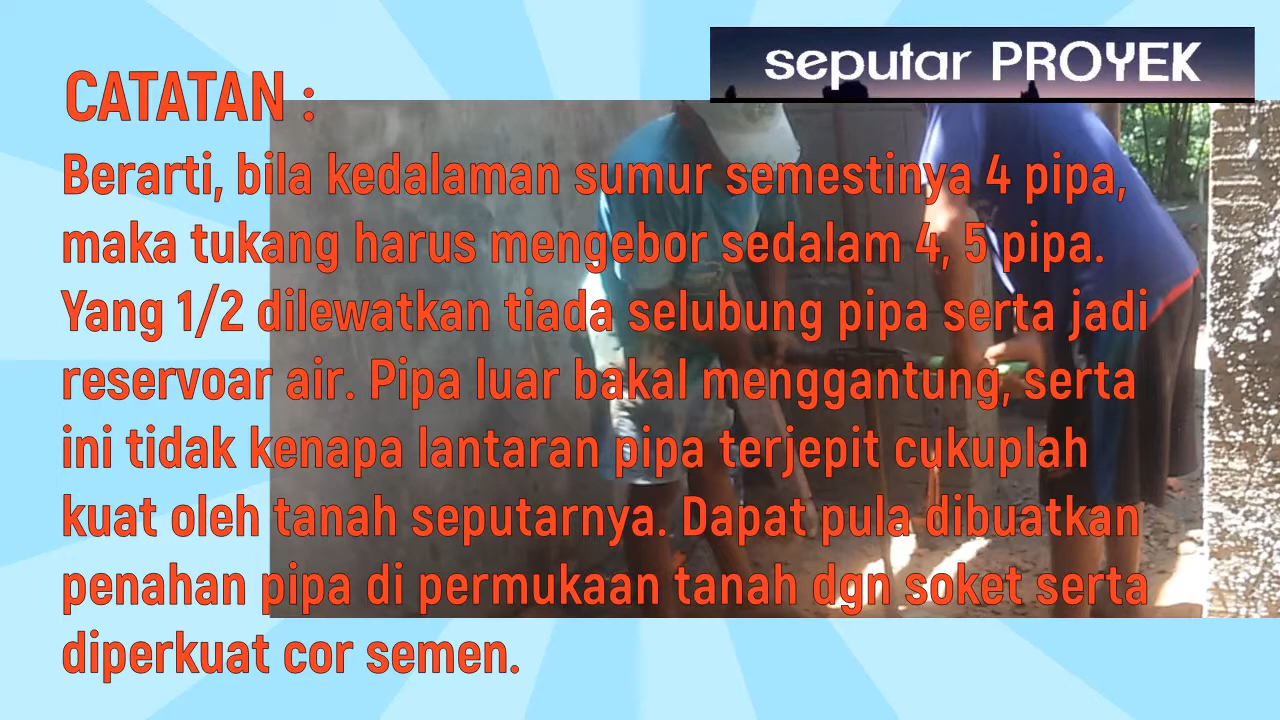 seputar PROYEK
CATATAN :
Berarti, bila kedalaman sumur semestinya 4 pipa,
maka tukang harus mengebor sedalam 4, 5 pipa.
Yang 1/2 dilewatkan tiada selubung pipa serta jadi
reservoar air. Pipa luar bakal menggantung, serta
ini tidak kenapa lantaran pipa terjepit cukuplah
kuat oleh tanah seputarnya. Dapat pula dibuatkan
penahan pipa di permukaan tanah dgn soket serta
diperkuat cor semen.